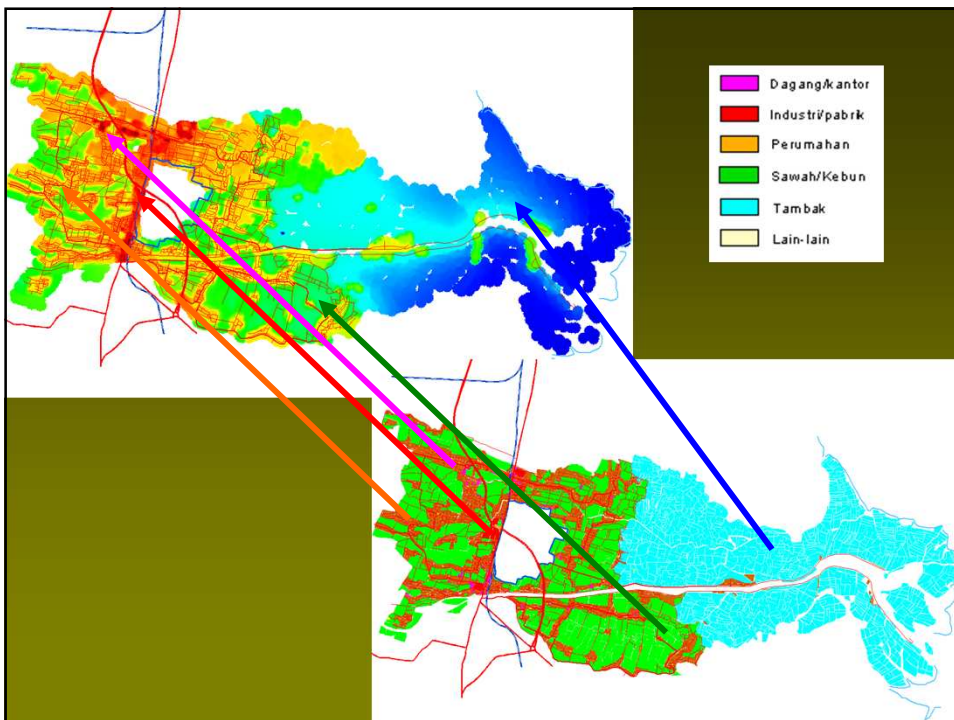 Dagang/kantor
Industri/pabrik
Perumahan
Sawah/Kebun
Tambak
Lain-lain